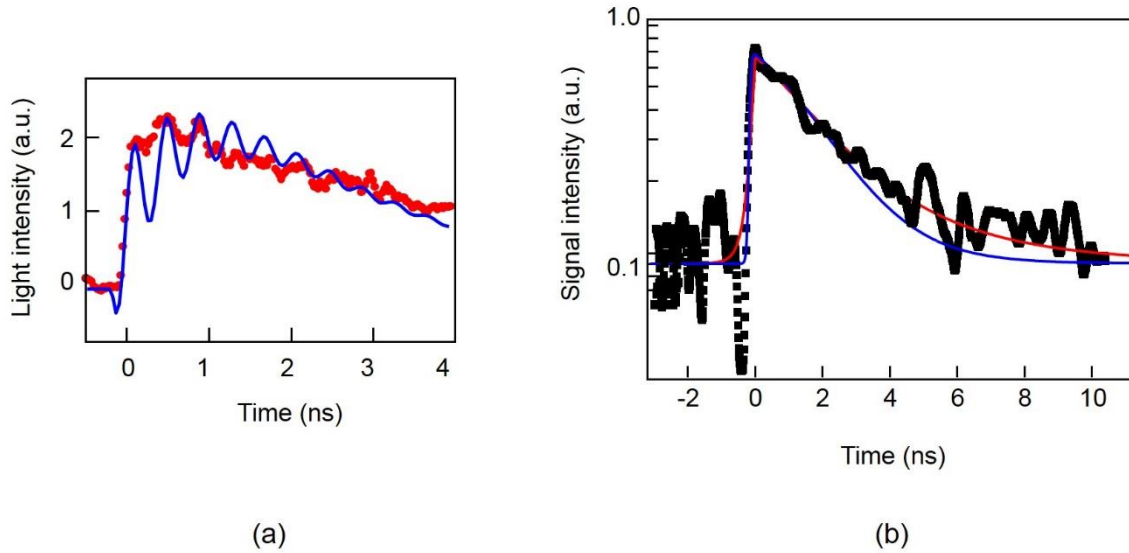 Light intensity (a.u.)
2
1
0
0 1 2 3 4
Time (ns)
(a)
Signal intensity (a.u.)
1.0
0.1
-2 0 2 4 6 8 10
Time (ns)
(b)